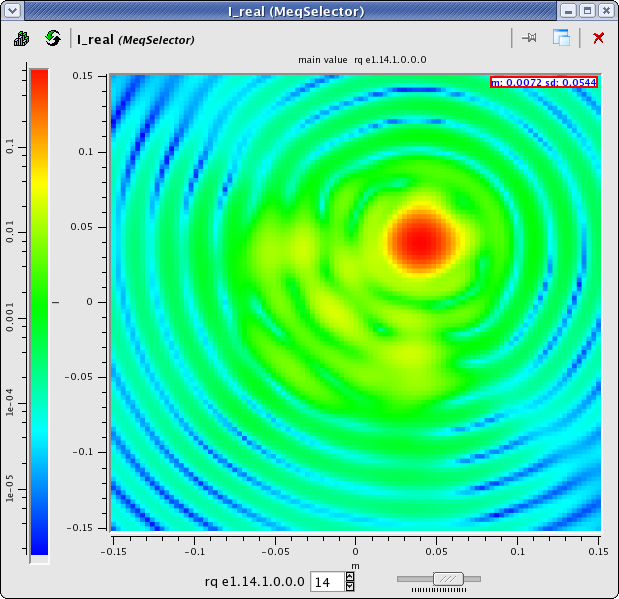 I_real (MeqSelector)
I_real (MeqSelector)
main value rq e1.14.1.0.0.0
m: 0.0072 sd: 0.0544
0.1
0.01
0.001
1e-04
1e-05
0.15
0.1
0.05
0
-0.05
-0.1
-0.15
-0.15
-0.1
-0.05
0
0.05
0.1
0.15
m
rq e1.14.1.0.0.0
14